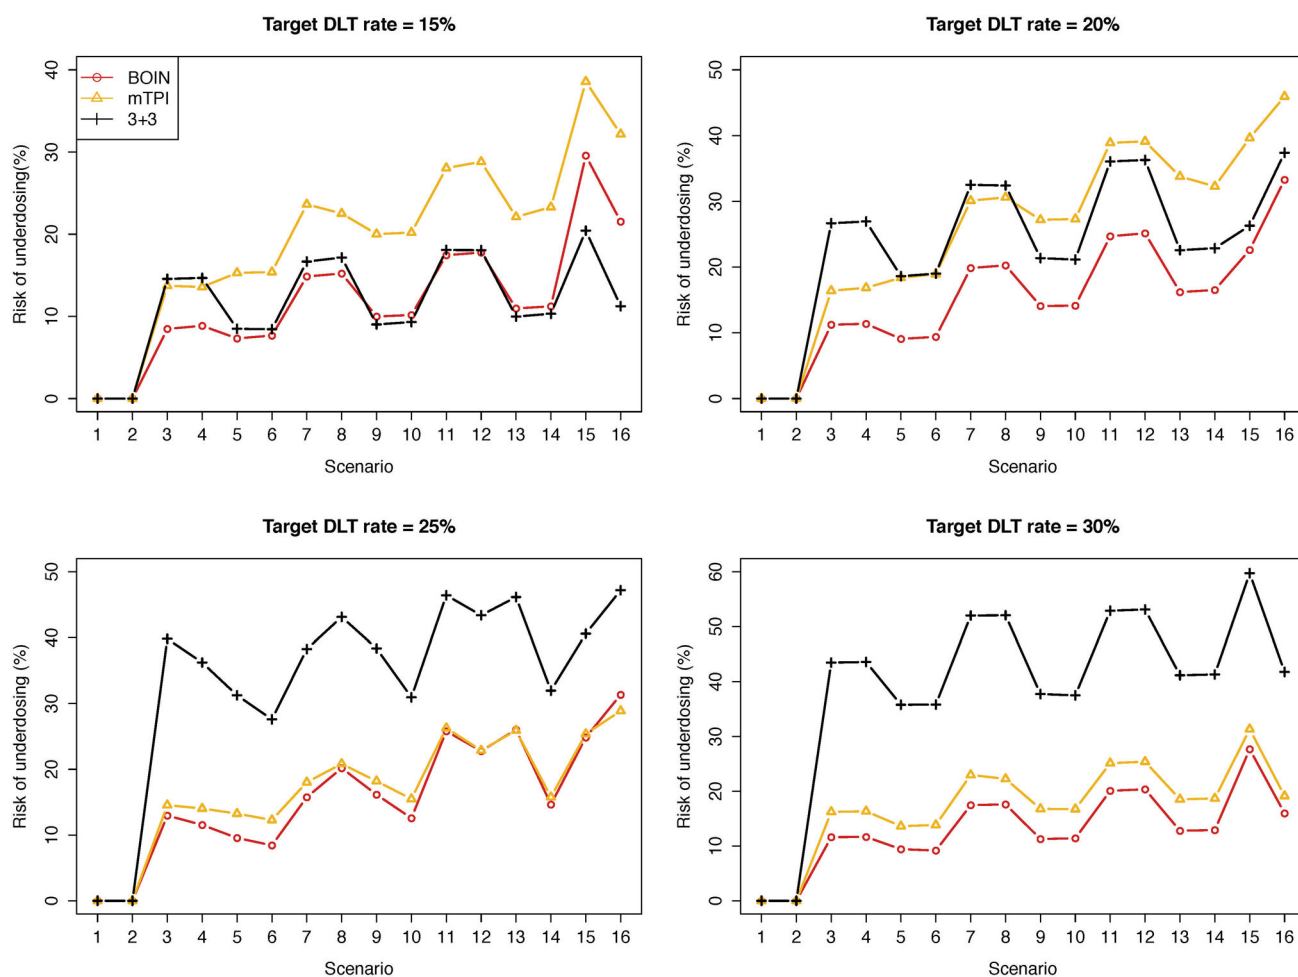 Target DLT rate = 15%
BOIN
mTPI
3+3
Risk of underdosing(%)
40
30
20
10
0
1 2 3 4 5 6 7 8 9 10 11 12 13 14 15 16
Scenario
Target DLT rate = 20%
Risk of underdosing (%)
50
40
30
20
10
0
1 2 3 4 5 6 7 8 9 10 11 12 13 14 15 16
Scenario
Target DLT rate = 25%
Risk of underdosing (%)
50
40
30
20
10
0
1 2 3 4 5 6 7 8 9 10 11 12 13 14 15 16
Scenario
Target DLT rate = 30%
Risk of underdosing (%)
60
50
40
30
20
10
0
1 2 3 4 5 6 7 8 9 10 11 12 13 14 15 16
Scenario